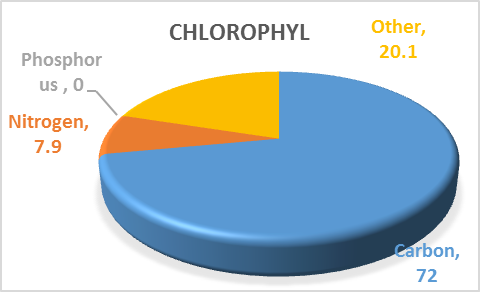 CHLOROPHYL
Other,
20.1
Phosphor
us , 0
Nitrogen,
7.9
Carbon,
72